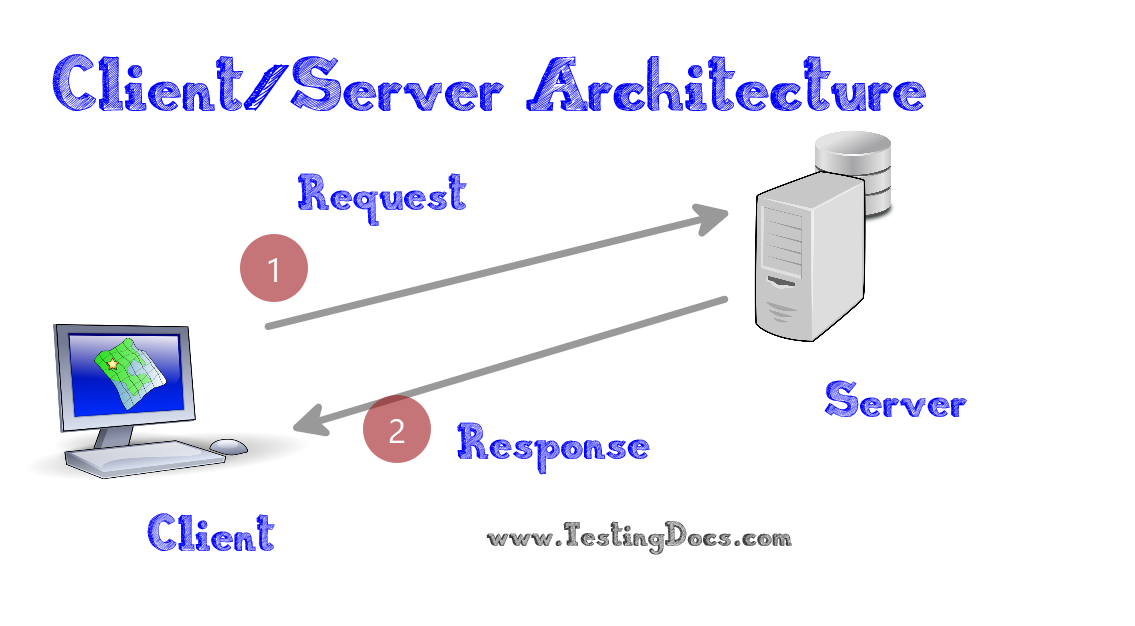 Client/Server Architecture
Request
1
2
Response
Server
Client
www.TestingDocs.com